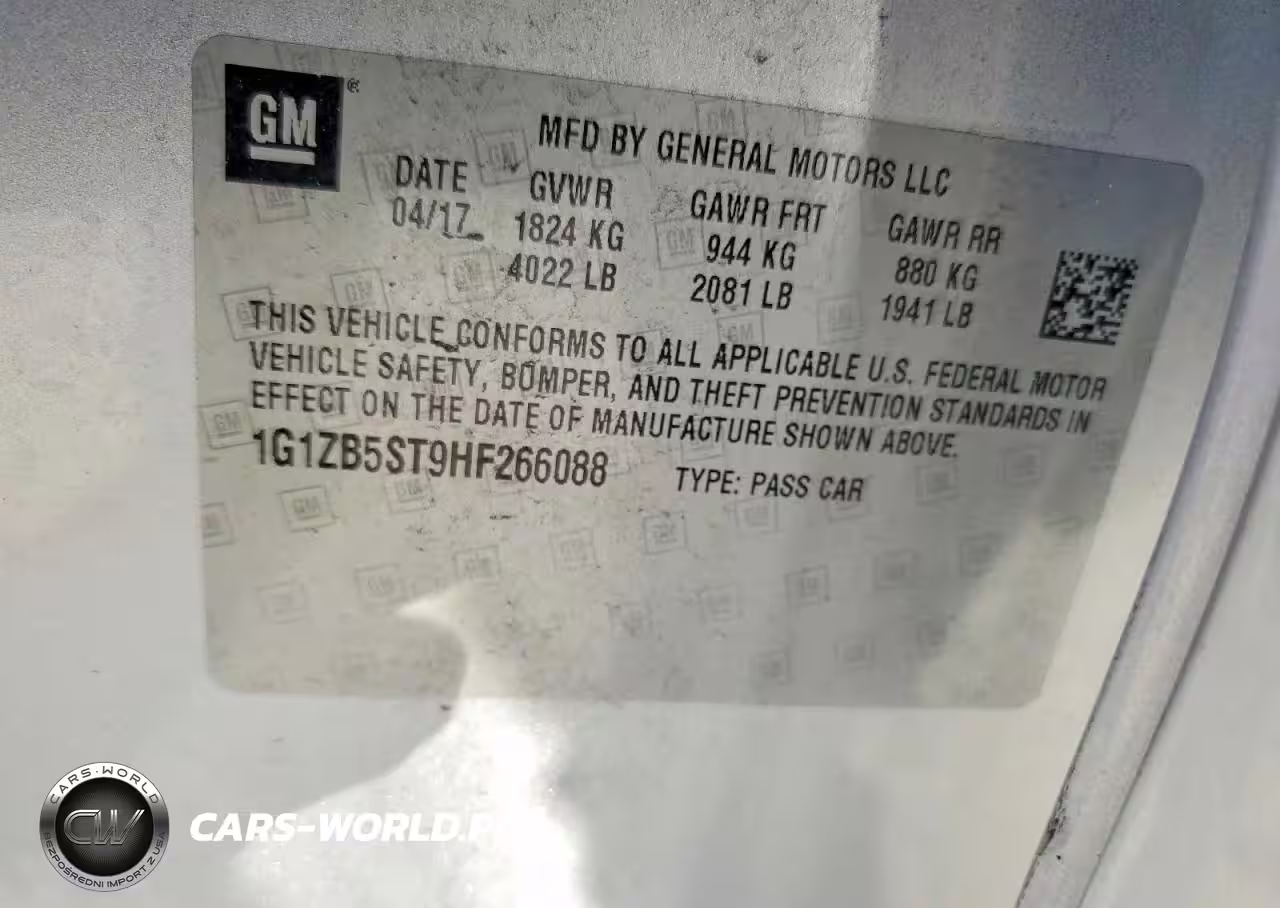 GM
MFD BY GENERAL MOTORS LLC
DATE GVWR GAWR FRT GAWR RR
04/17 1824 KG 944 KG 880 KG
4022 LB 2081 LB 1941 LB
THIS VEHICLE CONFORMS TO ALL APPLICABLE U.S. FEDERAL MOTOR
VEHICLE SAFETY, BUMPER, AND THEFT PREVENTION STANDARDS IN
EFFECT ON THE DATE OF MANUFACTURE SHOWN ABOVE.
1G1ZB5ST9HF266088 TYPE: PASS CAR
CARS-WORLD
CW
BEZPOŚREDNI IMPORT Z USA
CARS-WORLD.P